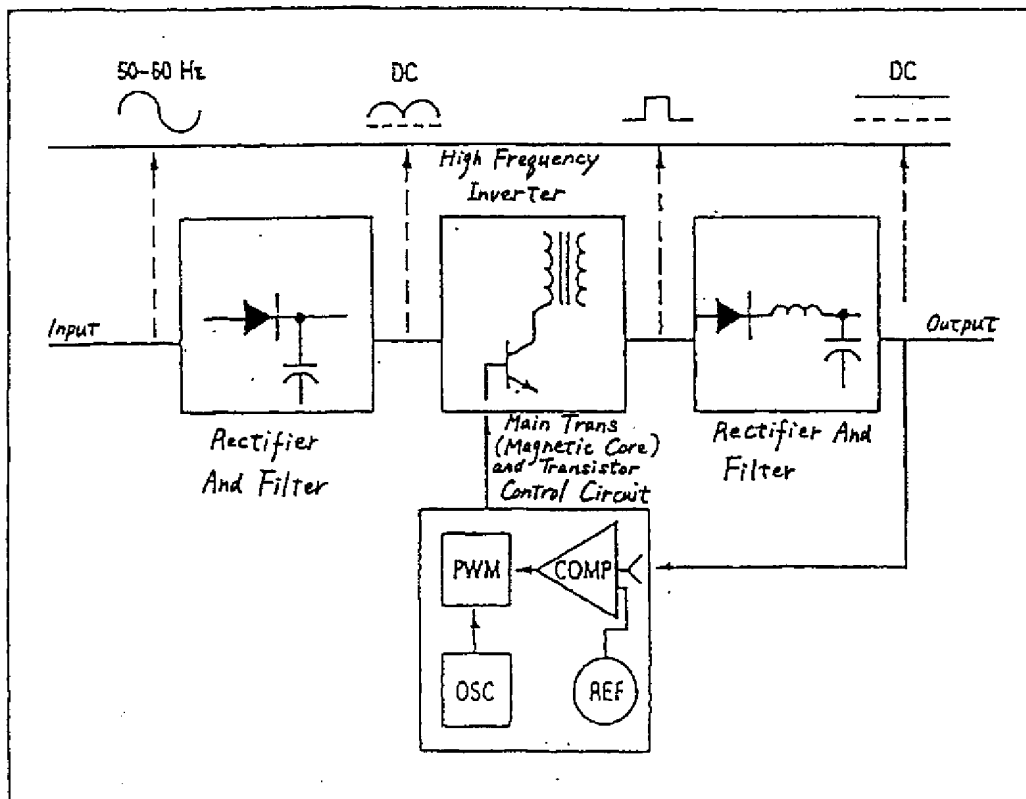 50-60 Hz
DC
DC
High Frequency
Inverter
Input
Output
Rectifier
And Filter
Main Trans
(Magnetic Core)
and Transistor
Control Circuit
Rectifier And
Filter
PWM
COMP
OSC
REF